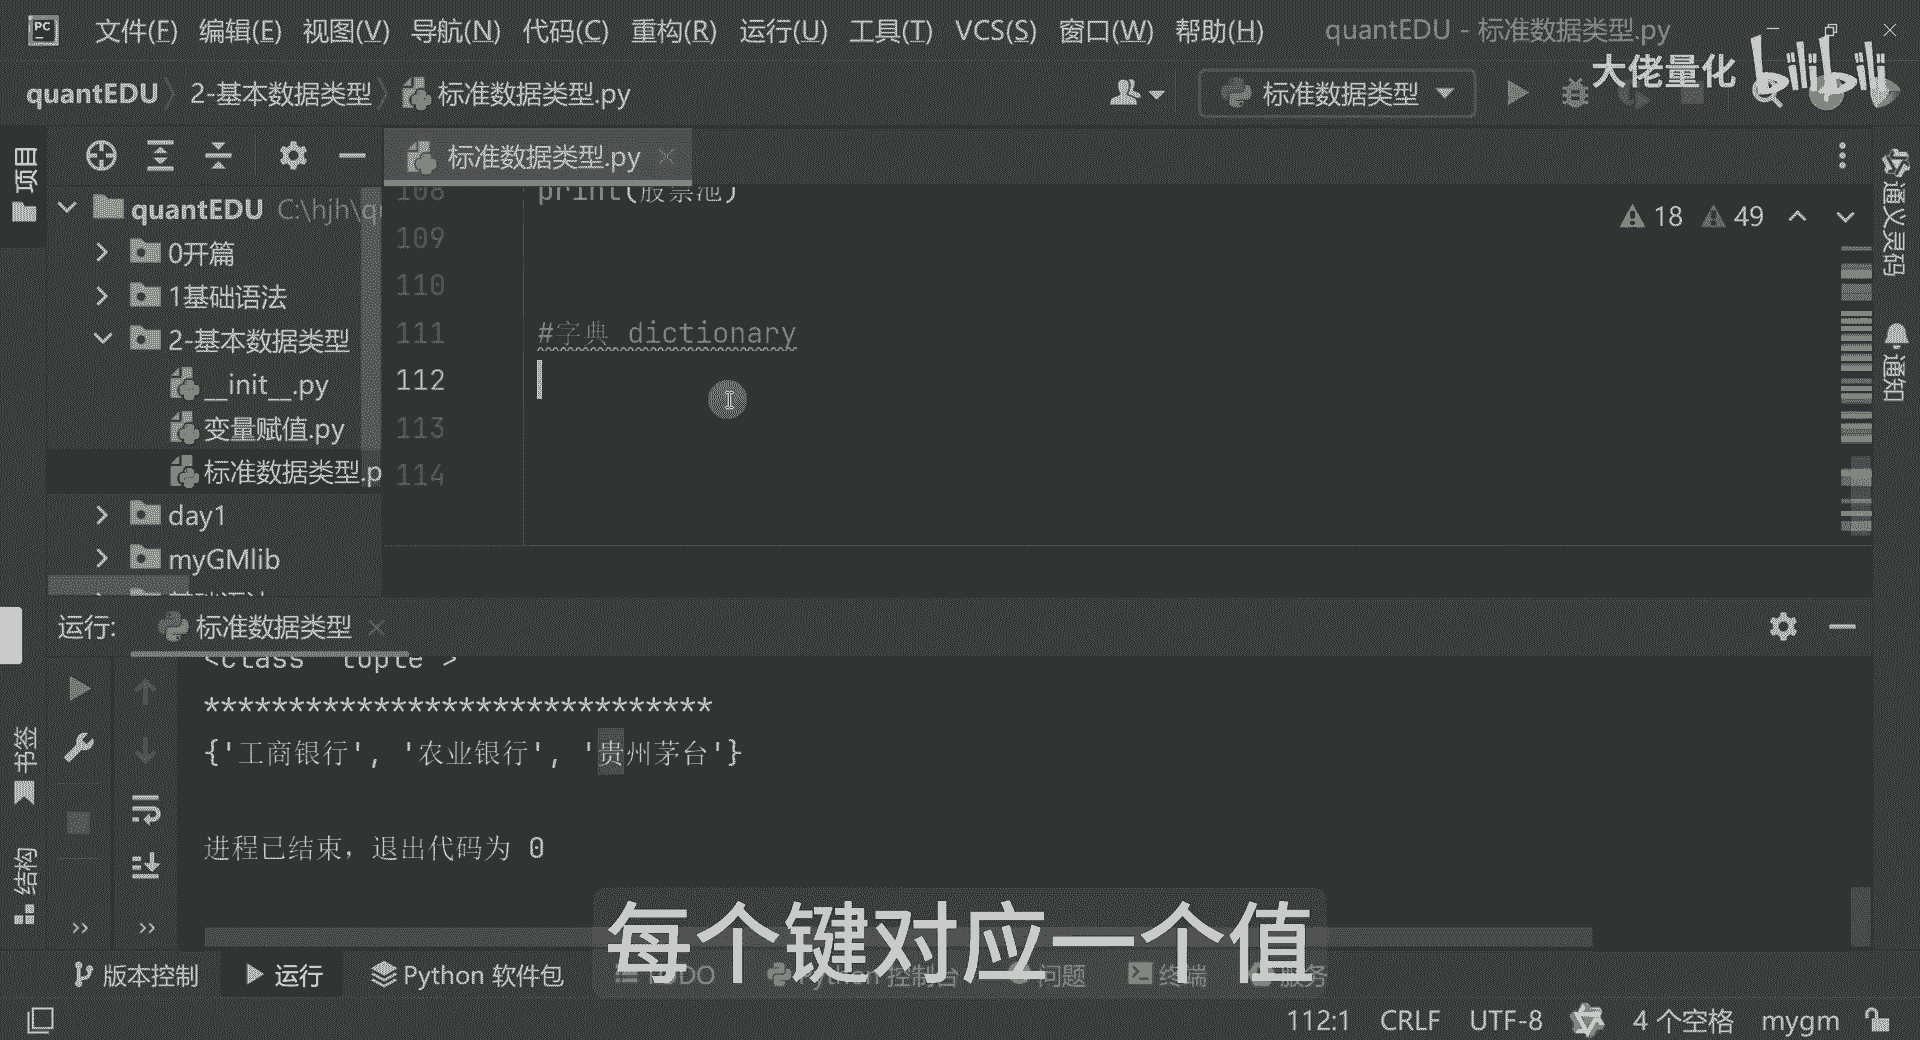 文件(F) 编辑(E) 视图(V) 导航(N) 代码(C) 重构(R) 运行(U) 工具(T) VCS(S) 窗口(W) 帮助(H) quantEDU - 标准数据类型.py
大佬量化 bilibili
quantEDU 2-基本数据类型 标准数据类型.py 标准数据类型
项目
标准数据类型.py
108 print(股票池)
quantEDU C:\hjh\q
18 49
通义灵码
109
0开篇
110
1基础语法
111 #字典 dictionary
2-基本数据类型
112
__init__.py
通知
113
变量赋值.py
114
标准数据类型.p
day1
myGMlib
运行: 标准数据类型
<class 'tuple'>
******************************
{'工商银行', '农业银行', '贵州茅台'}
书签
进程已结束，退出代码为 0
结构
每个键对应一个值
版本控制 运行 Python 软件包 TODO Python 控制台 问题 终端 服务
112:1 CRLF UTF-8 4 个空格 mygm